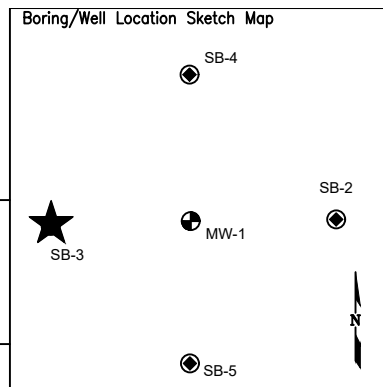 Boring/Well Location Sketch Map
SB-4
SB-2
MW-1
SB-3
N
SB-5